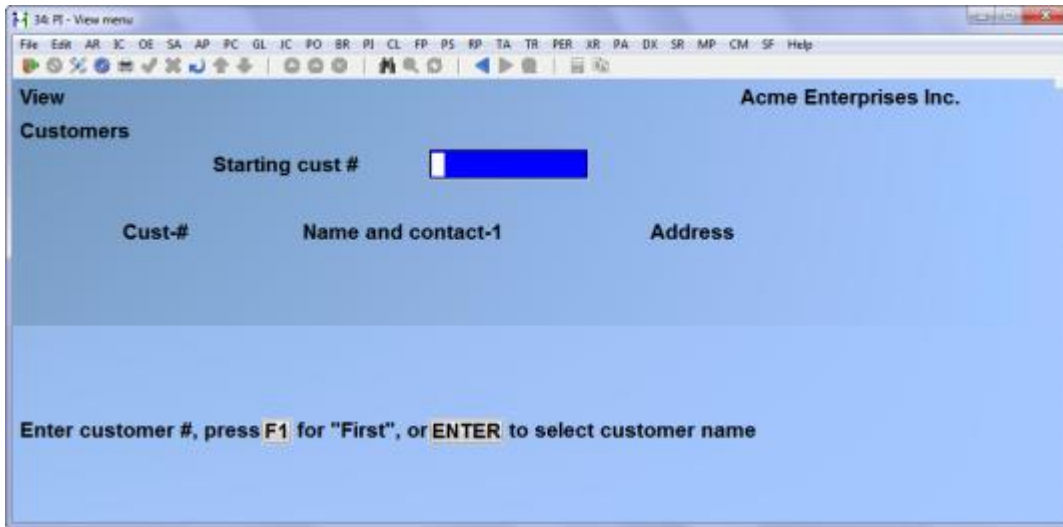 34: PI - View menu
File Edit AR IC OE SA AP PC GL JC PO BR PJ CL FP PS RP TA TR PER XR PA DX SR MP CM SF Help
View Acme Enterprises Inc.
Customers
Starting cust #
Cust-# Name and contact-1 Address
Enter customer #, press F1 for "First", or ENTER to select customer name